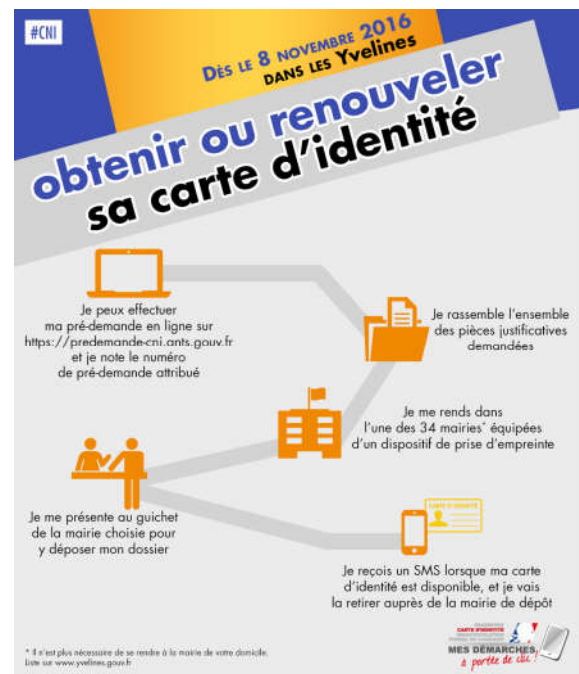 #CNI
Dès le 8 novembre 2016
dans les Yvelines
obtenir ou renouveler
sa carte d'identité
Je peux effectuer
ma pré-demande en ligne sur
https://predemande-cni.ants.gouv.fr
et je note le numéro
de pré-demande attribué
Je rassemble l'ensemble
des pièces justificatives
demandées
Je me rends dans
l'une des 34 mairies* équipées
d'un dispositif de prise d'empreinte
Je me présente au guichet
de la mairie choisie pour
y déposer mon dossier
CARTE D'IDENTITÉ
Je reçois un SMS lorsque ma carte
d'identité est disponible, et je vais
la retirer auprès de la mairie de dépôt
* Il n'est plus nécessaire de se rendre à la mairie de votre domicile.
Liste sur www.yvelines.gouv.fr
CARTE D'IDENTITÉ
MES DÉMARCHES
à portée de clic !